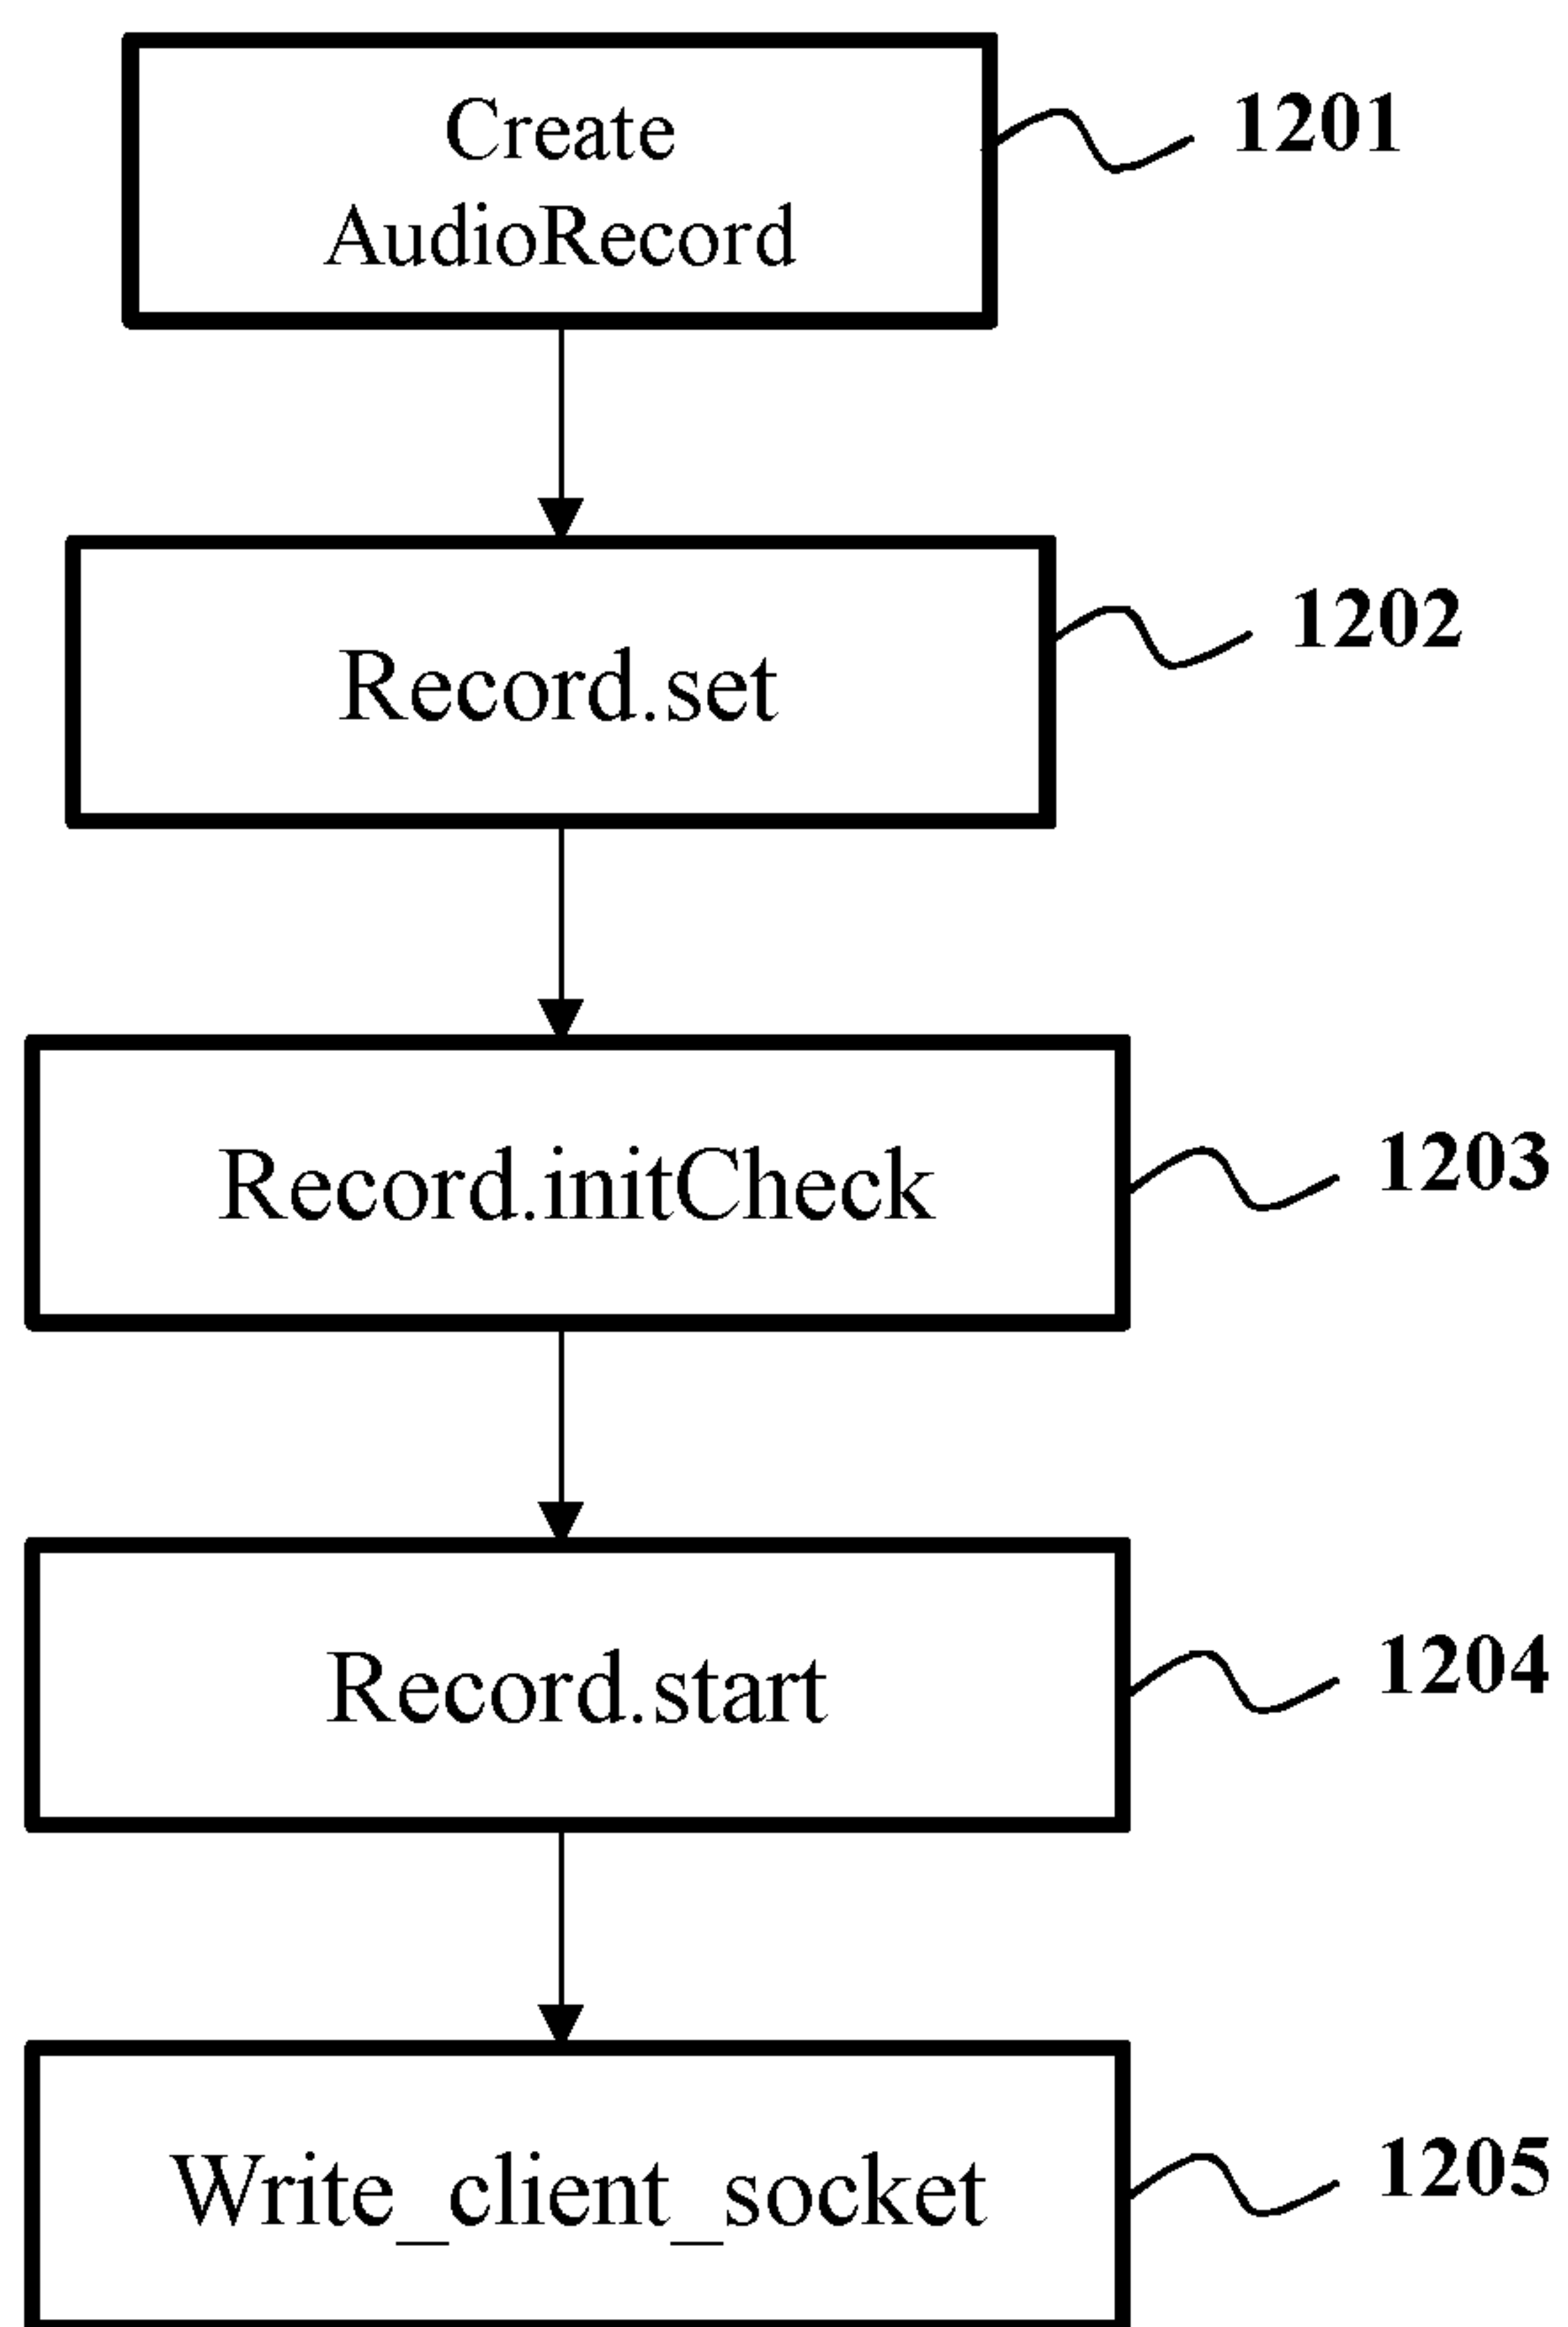 Create
AudioRecord
1201
Record.set
1202
Record.initCheck
1203
Record.start
1204
Write_client_socket
1205